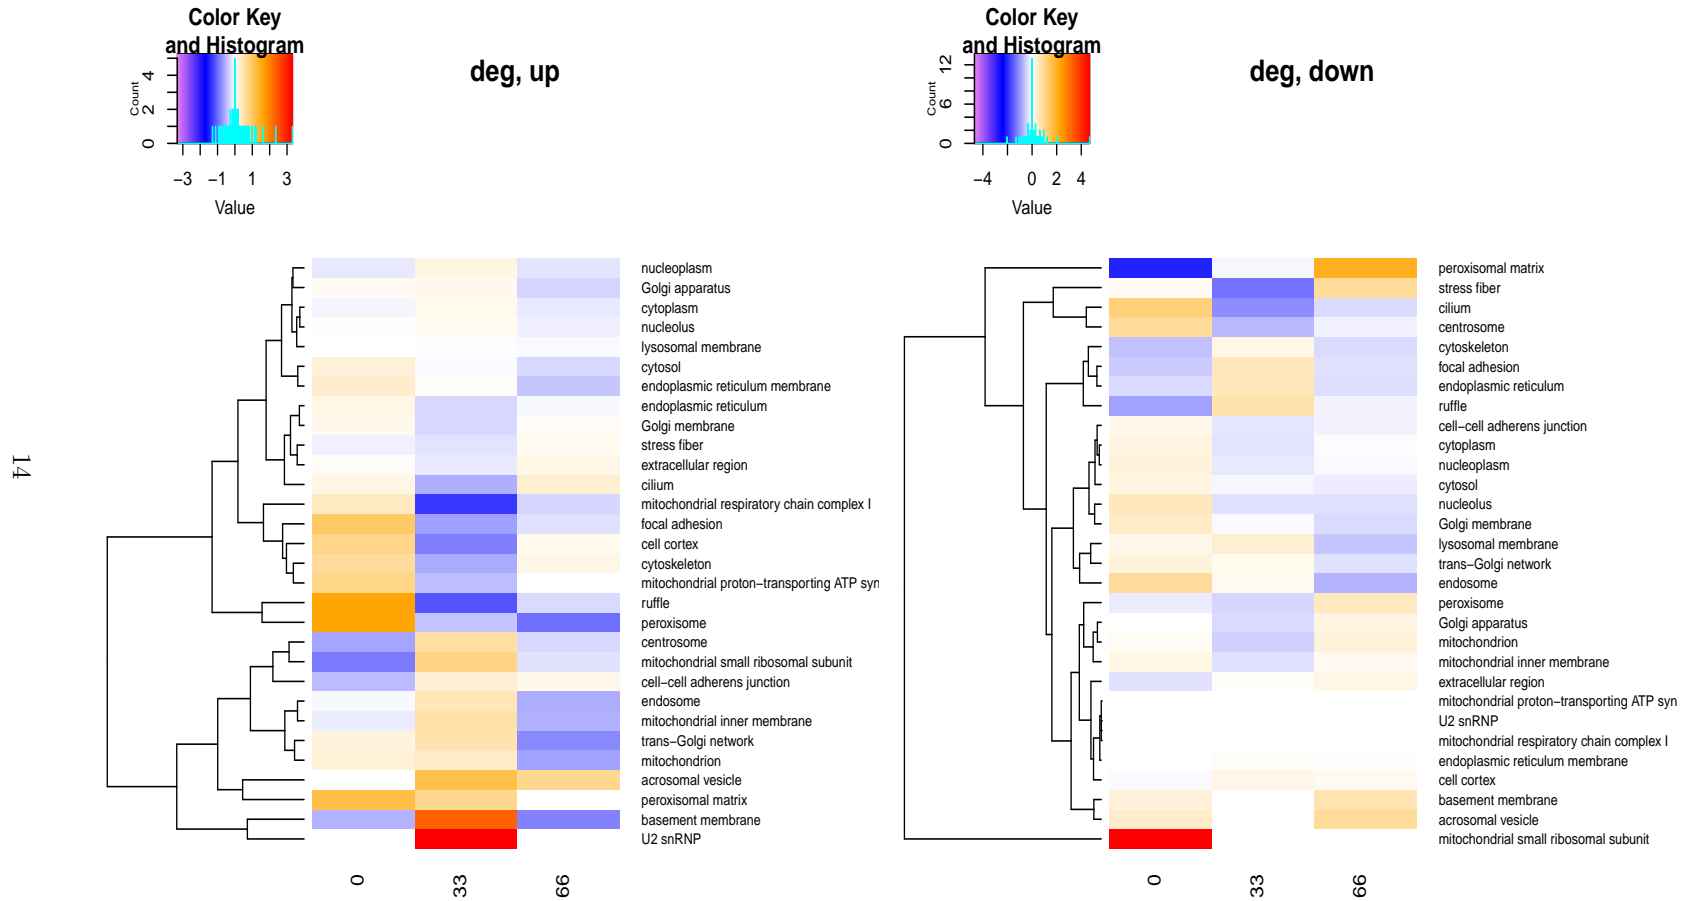 Color Key
and Histogram
Count
0 2 4
−3 −1 1 3
Value
deg, up
nucleoplasm
Golgi apparatus
cytoplasm
nucleolus
lysosomal membrane
cytosol
endoplasmic reticulum membrane
endoplasmic reticulum
Golgi membrane
stress fiber
extracellular region
cilium
mitochondrial respiratory chain complex I
focal adhesion
cell cortex
cytoskeleton
mitochondrial proton−transporting ATP syn
ruffle
peroxisome
centrosome
mitochondrial small ribosomal subunit
cell−cell adherens junction
endosome
mitochondrial inner membrane
trans−Golgi network
mitochondrion
acrosomal vesicle
peroxisomal matrix
basement membrane
U2 snRNP
0 33 66
Color Key
and Histogram
Count
0 6 12
−4 0 2 4
Value
deg, down
peroxisomal matrix
stress fiber
cilium
centrosome
cytoskeleton
focal adhesion
endoplasmic reticulum
ruffle
cell−cell adherens junction
cytoplasm
nucleoplasm
cytosol
nucleolus
Golgi membrane
lysosomal membrane
trans−Golgi network
endosome
peroxisome
Golgi apparatus
mitochondrion
mitochondrial inner membrane
extracellular region
mitochondrial proton−transporting ATP syn
U2 snRNP
mitochondrial respiratory chain complex I
endoplasmic reticulum membrane
cell cortex
basement membrane
acrosomal vesicle
mitochondrial small ribosomal subunit
0 33 66
14